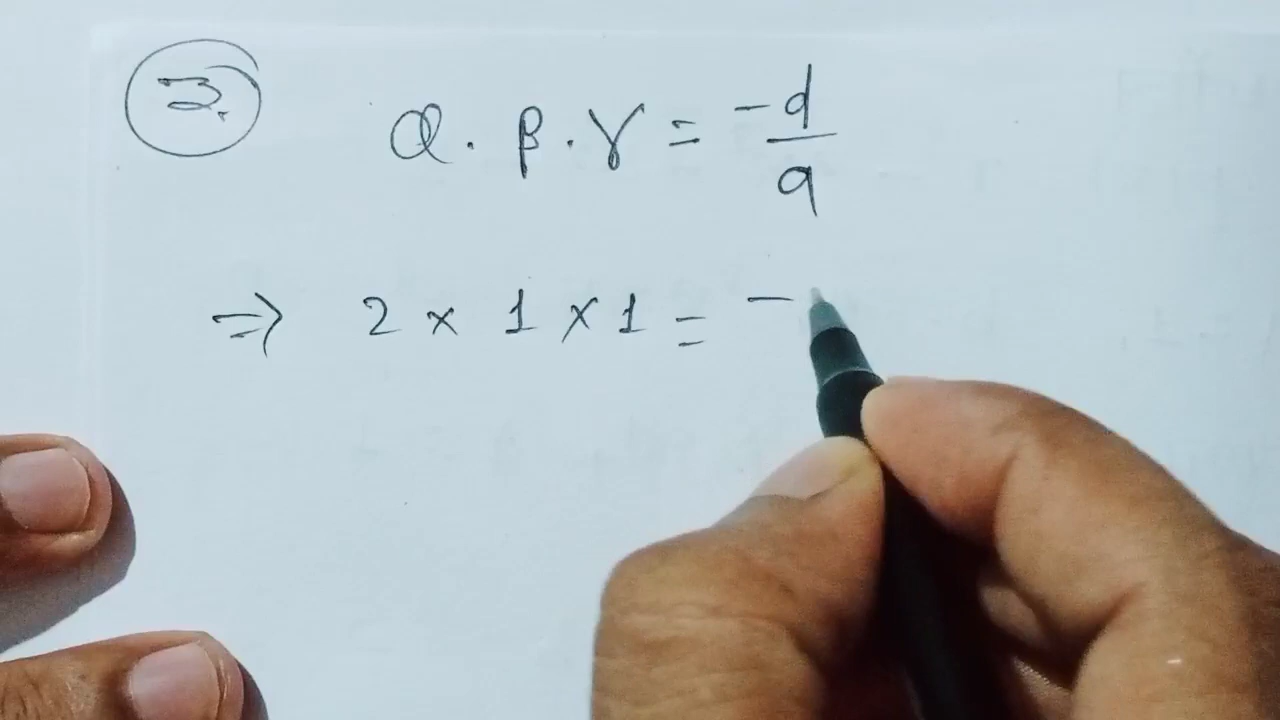 3.
α . β . γ = -d/a
⇒ 2 × 1 × 1 = -